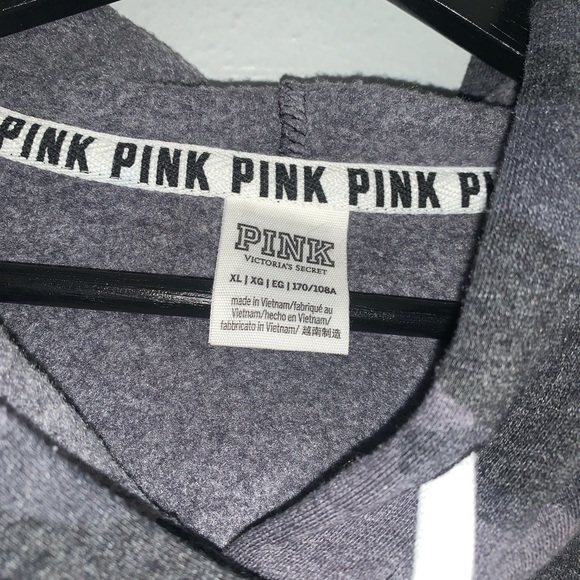 PINK PINK PINK PINK PI
PINK
VICTORIA'S SECRET
XL | XG | EG | 170/108A
made in Vietnam/fabriqué au
Vietnam/hecho en Vietnam/
fabbricato in Vietnam/ 越南制造